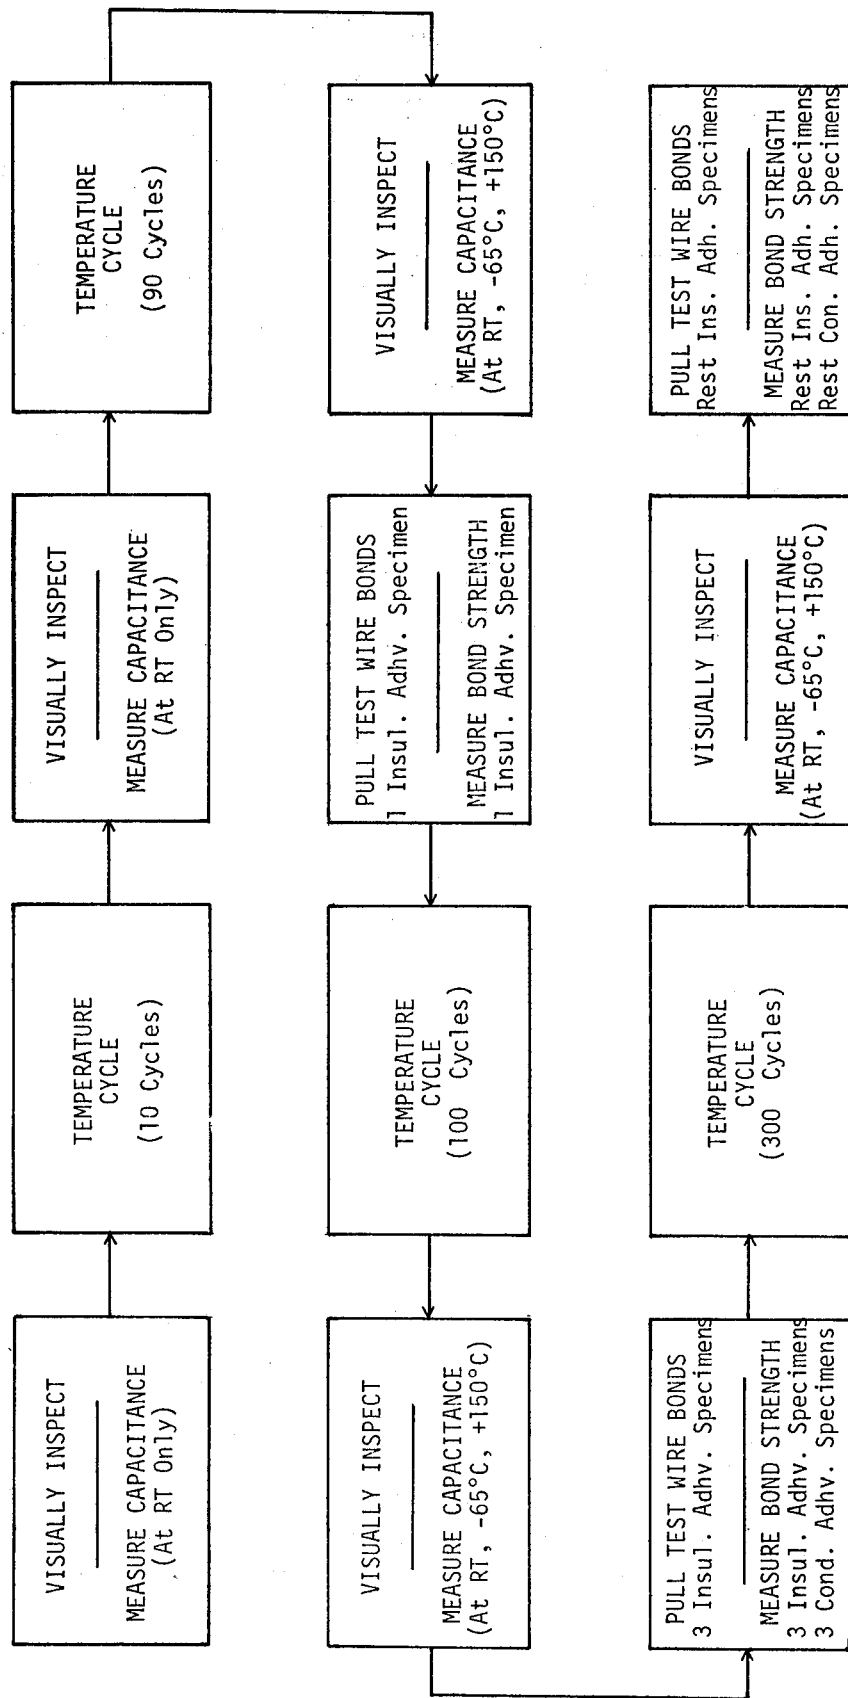 VISUALLY INSPECT
MEASURE CAPACITANCE
(At RT Only)
TEMPERATURE
CYCLE
(10 Cycles)
VISUALLY INSPECT
MEASURE CAPACITANCE
(At RT Only)
TEMPERATURE
CYCLE
(90 Cycles)
VISUALLY INSPECT
MEASURE CAPACITANCE
(At RT, -65°C, +150°C)
PULL TEST WIRE BONDS
1 Insul. Adhv. Specimen
MEASURE BOND STRENGTH
1 Insul. Adhv. Specimen
TEMPERATURE
CYCLE
(100 Cycles)
VISUALLY INSPECT
MEASURE CAPACITANCE
(At RT, -65°C, +150°C)
PULL TEST WIRE BONDS
3 Insul. Adhv. Specimens
MEASURE BOND STRENGTH
3 Insul. Adhv. Specimens
3 Cond. Adhv. Specimens
TEMPERATURE
CYCLE
(300 Cycles)
VISUALLY INSPECT
MEASURE CAPACITANCE
(At RT, -65°C, +150°C)
PULL TEST WIRE BONDS
Rest Ins. Adh. Specimens
MEASURE BOND STRENGTH
Rest Ins. Adh. Specimens
Rest Con. Adh. Specimens